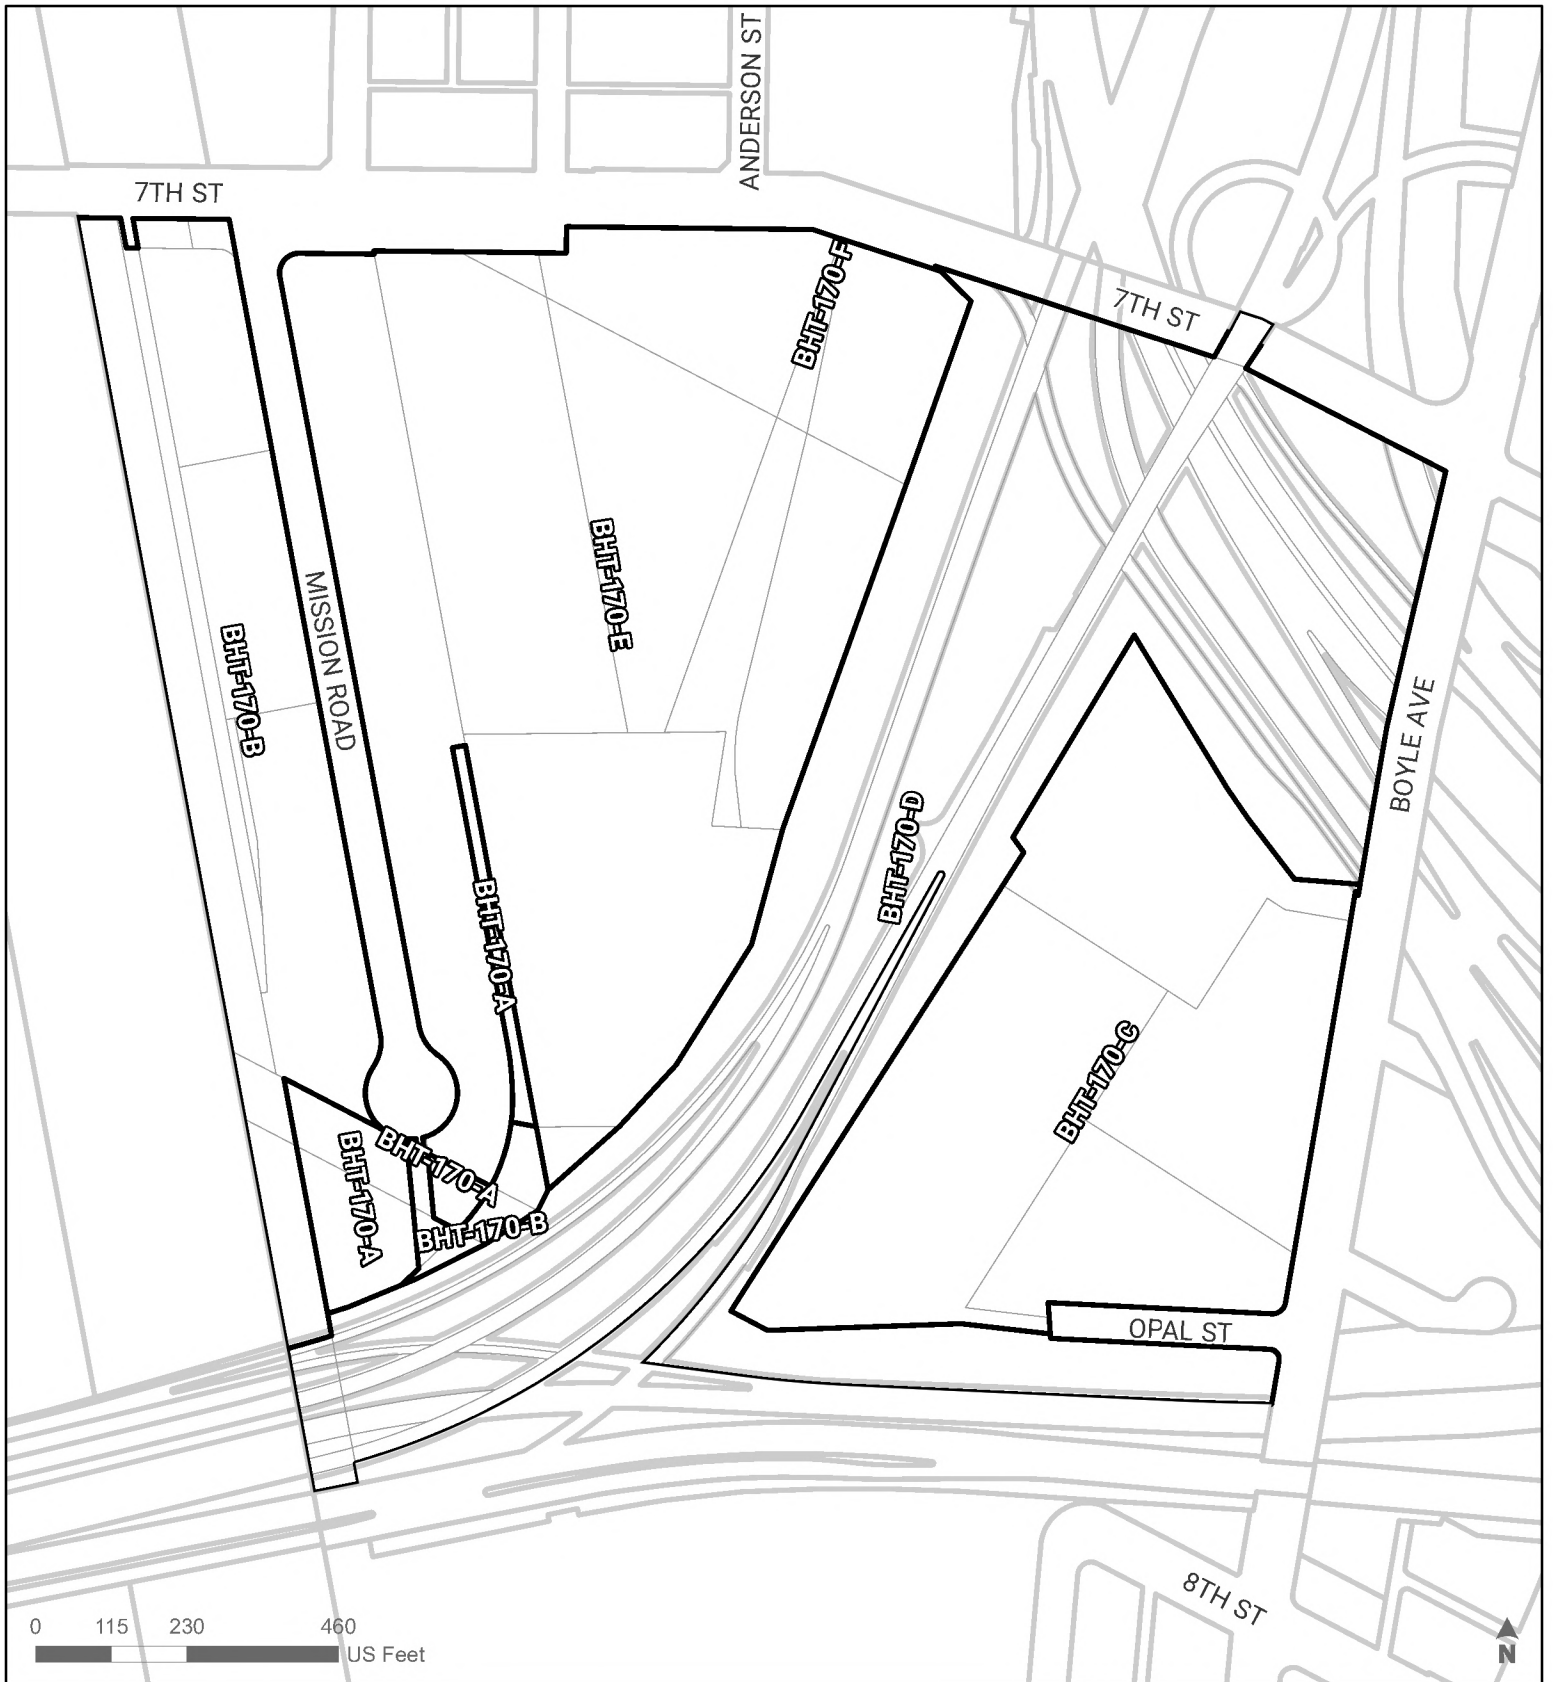 ANDERSON ST
7TH ST
BHT-170-F
7TH ST
BHT-170-E
MISSION ROAD
BHT-170-B
BOYLE AVE
BHT-170-D
BHT-170-A
BHT-170-C
BHT-170-A
BHT-170-A
BHT-170-B
OPAL ST
8TH ST
0 115 230 460
US Feet
N